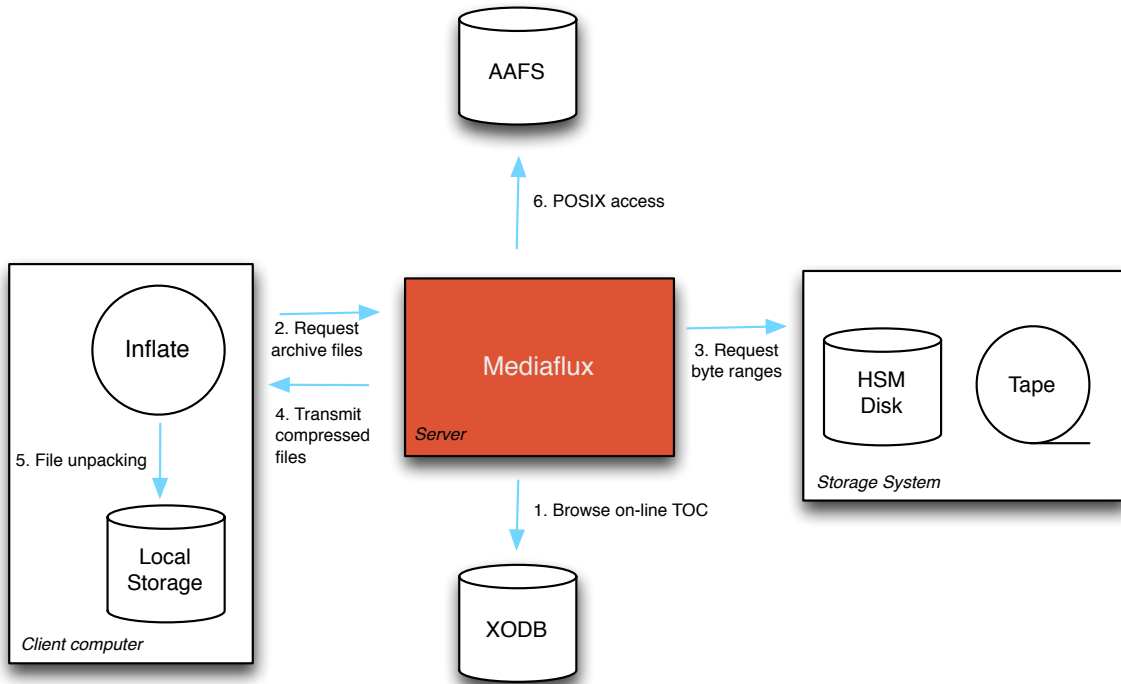 AAFS
6. POSIX access
Inflate
2. Request
archive files
Mediaflux
3. Request
byte ranges
HSM
Disk
Tape
4. Transmit
compressed
files
Server
5. File unpacking
Storage System
1. Browse on-line TOC
Local
Storage
Client computer
XODB